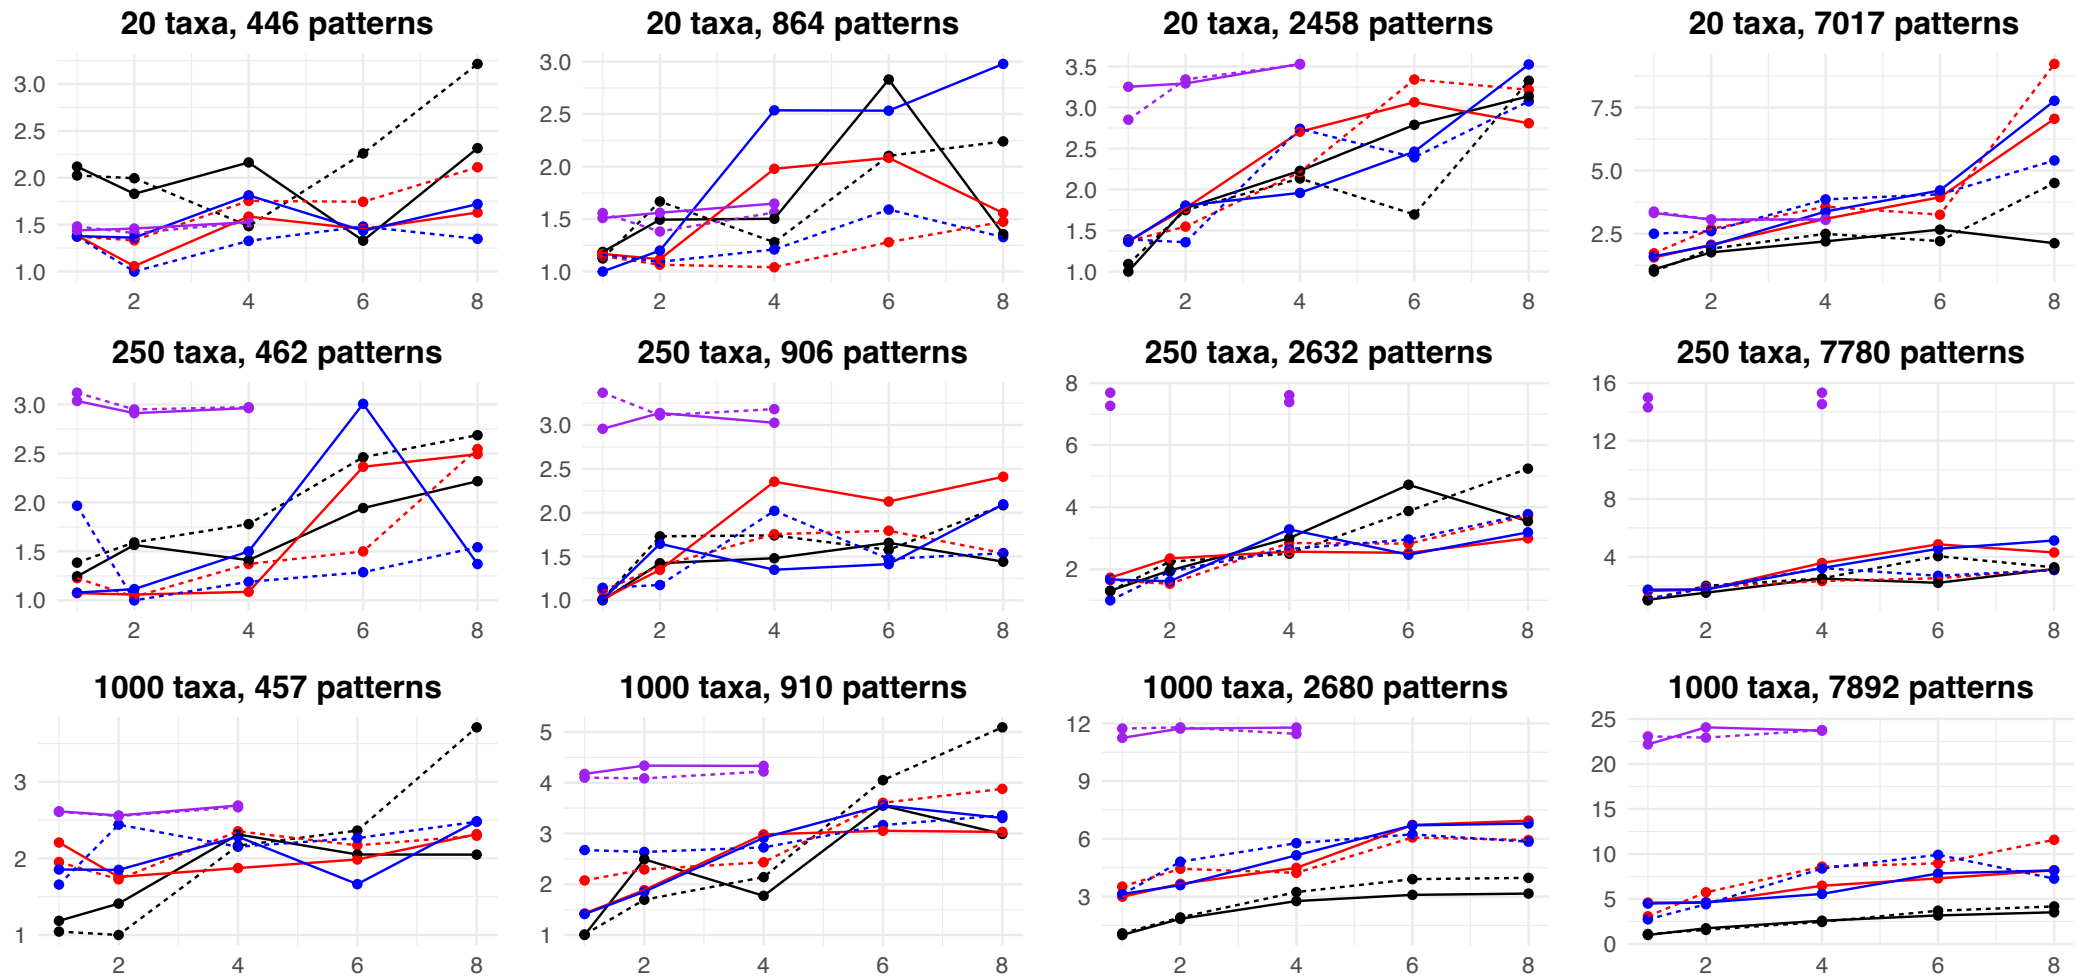 20 taxa, 446 patterns
3.0
2.5
2.0
1.5
1.0
2 4 6 8
20 taxa, 864 patterns
3.0
2.5
2.0
1.5
1.0
2 4 6 8
20 taxa, 2458 patterns
3.5
3.0
2.5
2.0
1.5
1.0
2 4 6 8
20 taxa, 7017 patterns
7.5
5.0
2.5
2 4 6 8
250 taxa, 462 patterns
3.0
2.5
2.0
1.5
1.0
2 4 6 8
250 taxa, 906 patterns
3.0
2.5
2.0
1.5
1.0
2 4 6 8
250 taxa, 2632 patterns
8
6
4
2
2 4 6 8
250 taxa, 7780 patterns
16
12
8
4
2 4 6 8
1000 taxa, 457 patterns
3
2
1
2 4 6 8
1000 taxa, 910 patterns
5
4
3
2
1
2 4 6 8
1000 taxa, 2680 patterns
12
9
6
3
2 4 6 8
1000 taxa, 7892 patterns
25
20
15
10
5
0
2 4 6 8